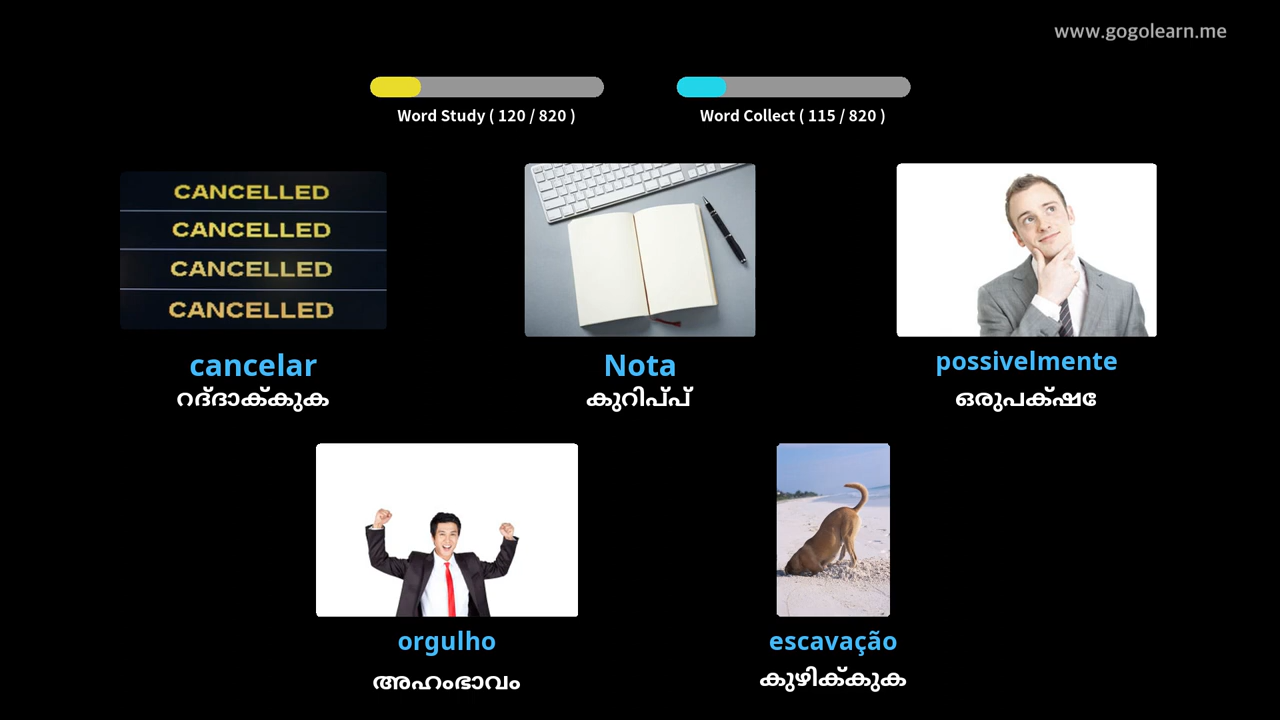 www.gogolearn.me
Word Study ( 120 / 820 )
Word Collect ( 115 / 820 )
CANCELLED
CANCELLED
CANCELLED
CANCELLED
cancelar
റദ്ദാക്കുക
Nota
കുറിപ്പ്
possivelmente
ഒരുപക്ഷേ
orgulho
അഹംഭാവം
escavação
കുഴിക്കുക